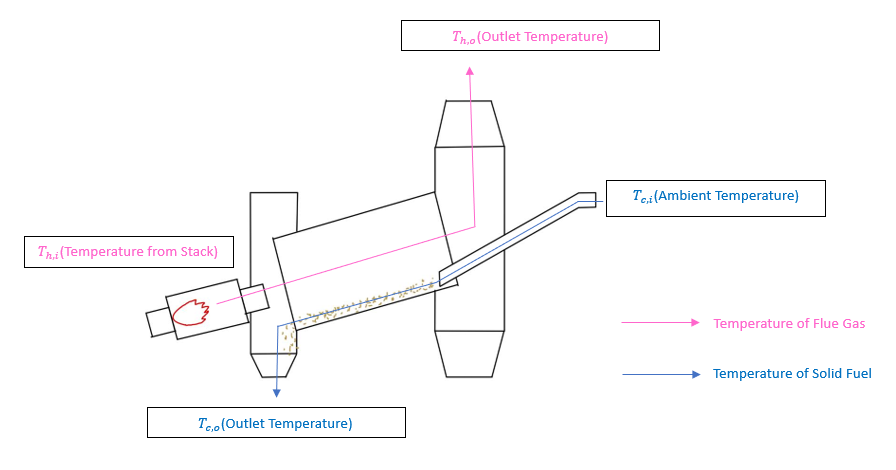 T_{h,o}(Outlet Temperature)
T_{c,i}(Ambient Temperature)
T_{h,i}(Temperature from Stack)
Temperature of Flue Gas
Temperature of Solid Fuel
T_{c,o}(Outlet Temperature)